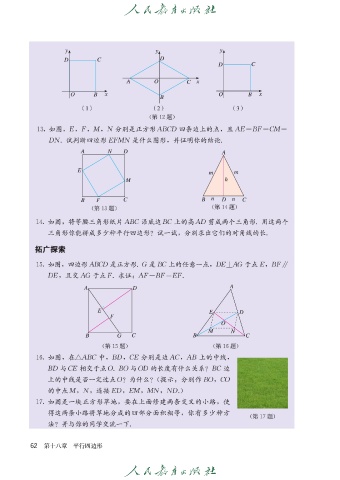 人民教育出版社
y
D C
O B x
y
D
A C x
B
y
D C
O B x
（1） （2） （3）
（第 12 题）
13. 如图，E，F，M，N 分别是正方形 ABCD 四条边上的点，且 AE=BF=CM=
DN. 试判断四边形 EFMN 是什么图形，并证明你的结论.
A N D
E
M
B F C
（第 13 题）
A
m m
h
B n D n C
（第 14 题）
14. 如图，将等腰三角形纸片 ABC 沿底边 BC 上的高 AD 剪成两个三角形. 用这两个
三角形你能拼成多少种平行四边形？试一试，分别求出它们的对角线的长.
拓广探索
15. 如图，四边形 ABCD 是正方形. G 是 BC 上的任意一点，DE⊥AG 于点 E，BF∥
DE，且交 AG 于点 F. 求证：AF-BF=EF.
A D
E
F
B G C
（第 15 题）
A
E D
O
M N
B C
（第 16 题）
16. 如图，在△ABC 中，BD，CE 分别是边 AC，AB 上的中线，
BD 与 CE 相交于点 O. BO 与 OD 的长度有什么关系？BC 边
上的中线是否一定过点 O？为什么？（提示：分别作 BO，CO
的中点 M，N，连接 ED，EM，MN，ND.）
17. 如图是一块正方形草地，要在上面修建两条交叉的小路，使
得这两条小路将草地分成的四部分面积相等，你有多少种方
法？并与你的同学交流一下.
（第 17 题）
62 第十八章 平行四边形
人民教育出版社